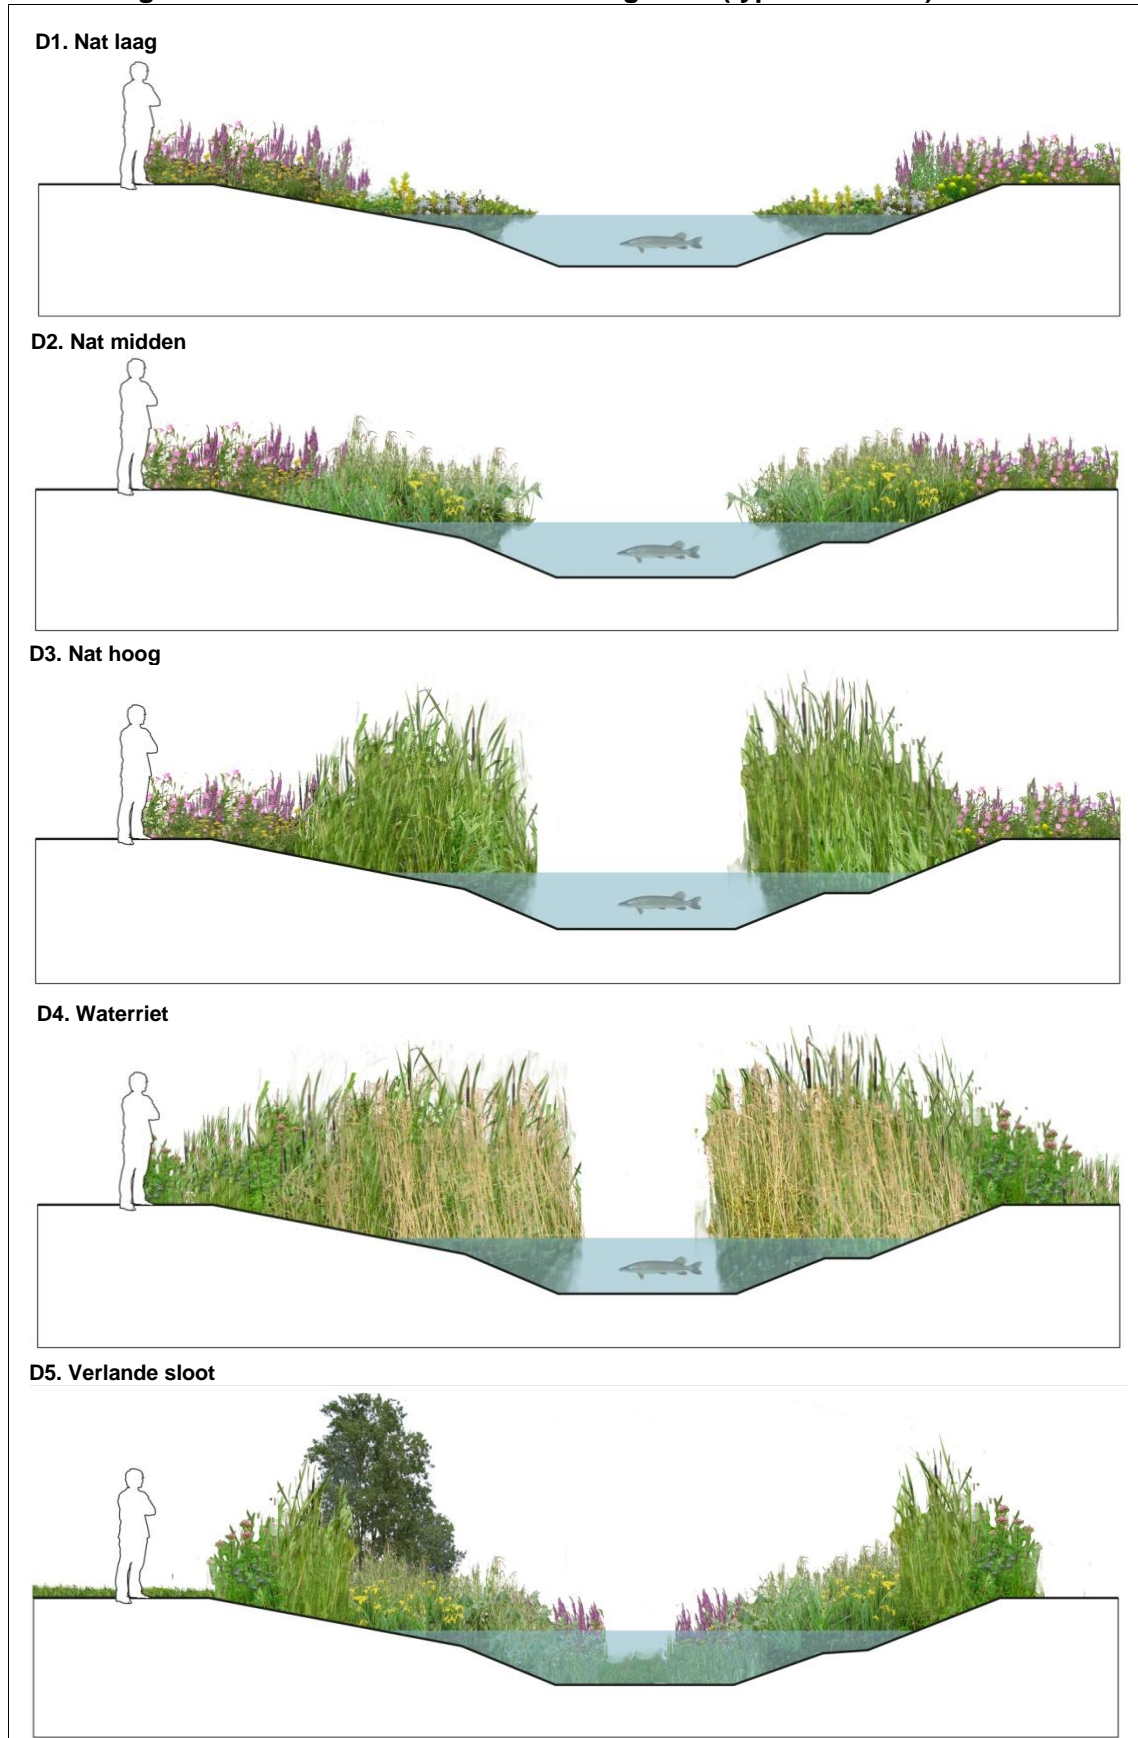 D1. Nat laag
D2. Nat midden
D3. Nat hoog
D4. Waterriet
D5. Verlande sloot